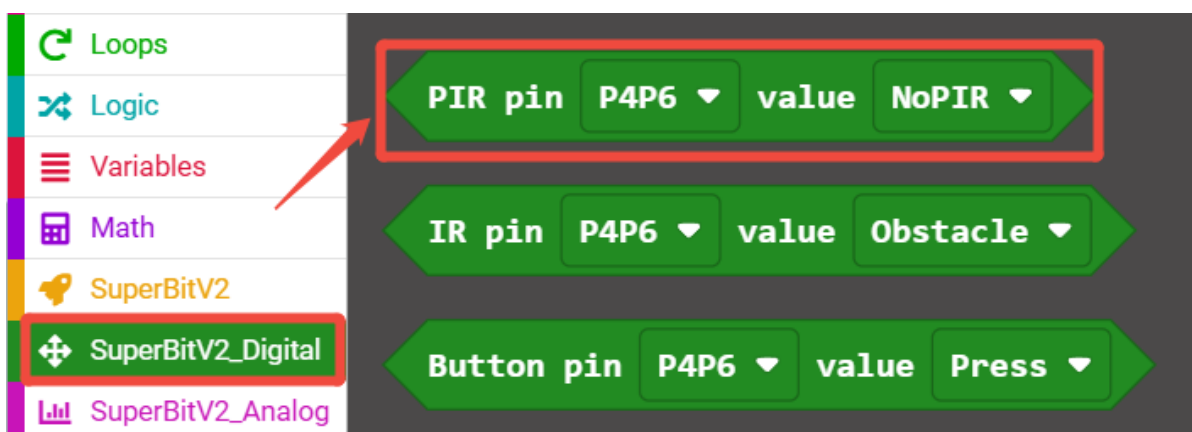 Loops
Logic
Variables
Math
SuperBitV2
SuperBitV2_Digital
SuperBitV2_Analog
PIR pin P4P6 value NoPIR
IR pin P4P6 value Obstacle
Button pin P4P6 value Press